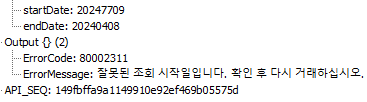 startDate: 20247709
endDate: 20240408
Output {} (2)
ErrorCode: 80002311
ErrorMessage: 잘못된 조회 시작일입니다. 확인 후 다시 거래하십시오.
API_SEQ: 149fbffa9a1149910e92ef469b05575d